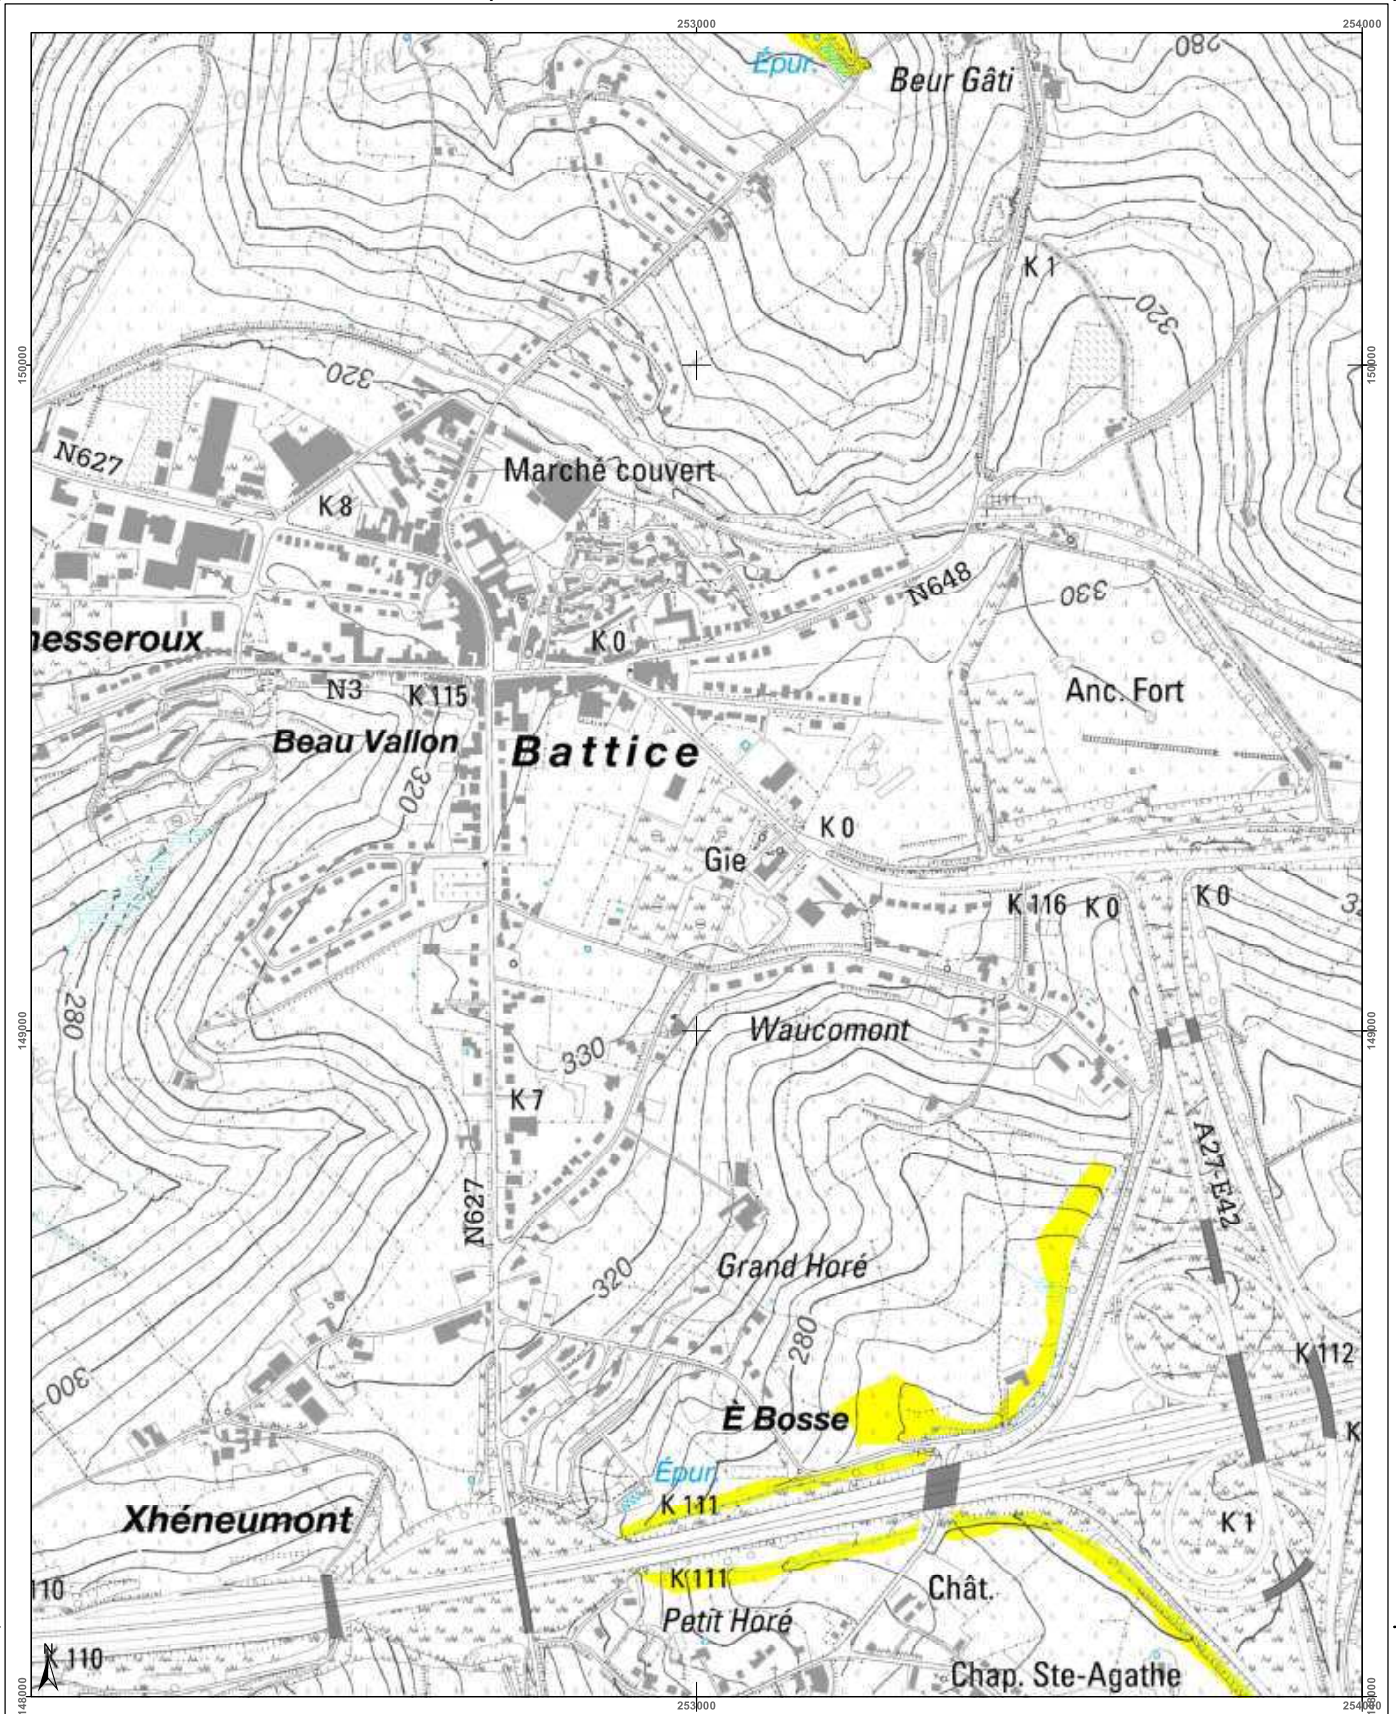 253000
254000
Épur.
Beur Gâti
280
K 1
320
150000
150000
320
N627
Marché couvert
K 8
N648
330
nesseroux
K 0
N3
K 115
Anc. Fort
Beau Vallon
Battice
320
K 0
Gie
K 116
K 0
K 0
280
149000
149000
Waucomont
330
K 7
A27-E42
N627
Grand Horé
320
280
300
K 112
È Bosse
K
Épur.
K 111
Xhéneumont
K 1
K 111
110
Chât.
Petit Horé
K 110
Chap. Ste-Agathe
148000
148000
253000
254000